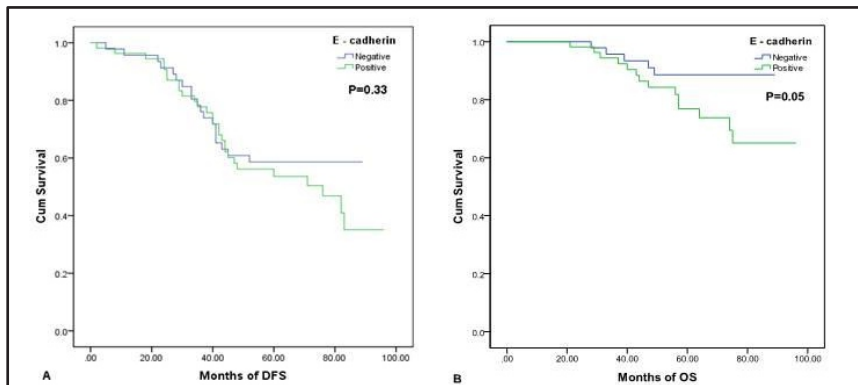 E - cadherin
Negative
Positive
P=0.33
1.0
0.8
0.6
0.4
0.2
0.0
Cum Survival
.00 20.00 40.00 60.00 80.00 100.00
A Months of DFS
E - cadherin
Negative
Positive
P=0.05
1.0
0.8
0.6
0.4
0.2
0.0
Cum Survival
.00 20.00 40.00 60.00 80.00 100.00
B Months of OS